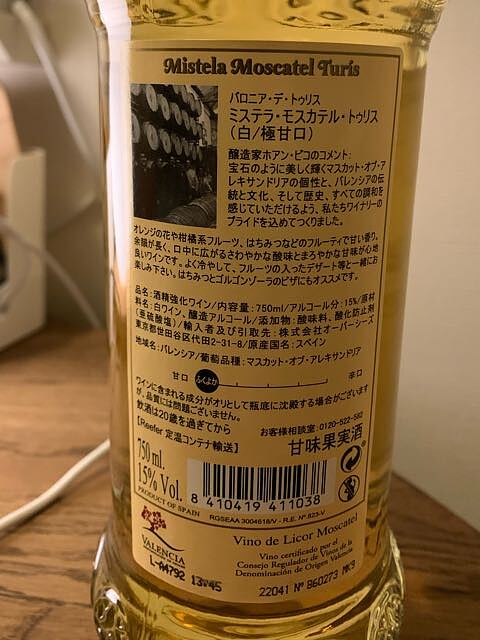 Mistela Moscatel Turís
バロニア・デ・トゥリス
ミステラ・モスカテル・トゥリス
(白/極甘口)
醸造家ホアン・ピコのコメント:
宝石のように美しく輝くマスカット・オブ・ア
レキサンドリアの個性と、バレンシアの伝
統と文化、そして歴史、すべての調和を
感じていただけるよう、私たちワイナリーの
プライドを込めてつくりました。
オレンジの花や柑橘系フルーツ、はちみつなどのフルーティで甘い香り。
余韻が長く、口中に広がるさわやかな酸味とまろやかな甘味が心地
良いワインです。よく冷やして、フルーツの入ったデザート等と一緒にお
楽しみ下さい。はちみつとゴルゴンゾーラのピザにもオススメです。
品名:酒精強化ワイン/内容量:750ml/アルコール分:15%/原材
料名:白ワイン、醸造アルコール/添加物:酸味料、酸化防止剤
(亜硫酸塩)/輸入者及び引取先:株式会社オーバーシーズ
東京都世田谷区代田2-31-8/原産国名:スペイン
地域名:バレンシア/葡萄品種:マスカット・オブ・アレキサンドリア
甘口 ふくよか 辛口
ワインに含まれる成分がオリとして瓶底に沈殿する場合がございます
が、品質には問題ございません。
飲酒は20歳を過ぎてから
お客様相談室:0120-522-582
【Reefer 定温コンテナ輸送】
甘味果実酒
750 ml.
15% Vol.
PRODUCT OF SPAIN
8 410419 411038
RGSEAA 3004618/V - R.E. Nº 823-V
VALENCIA
Vino de Licor Moscatel
Vino certificado por el
Consejo Regulador de Vinos de la
Denominación de Origen Valencia
L-A4792 13:45
22041 Nº 860273 MK9